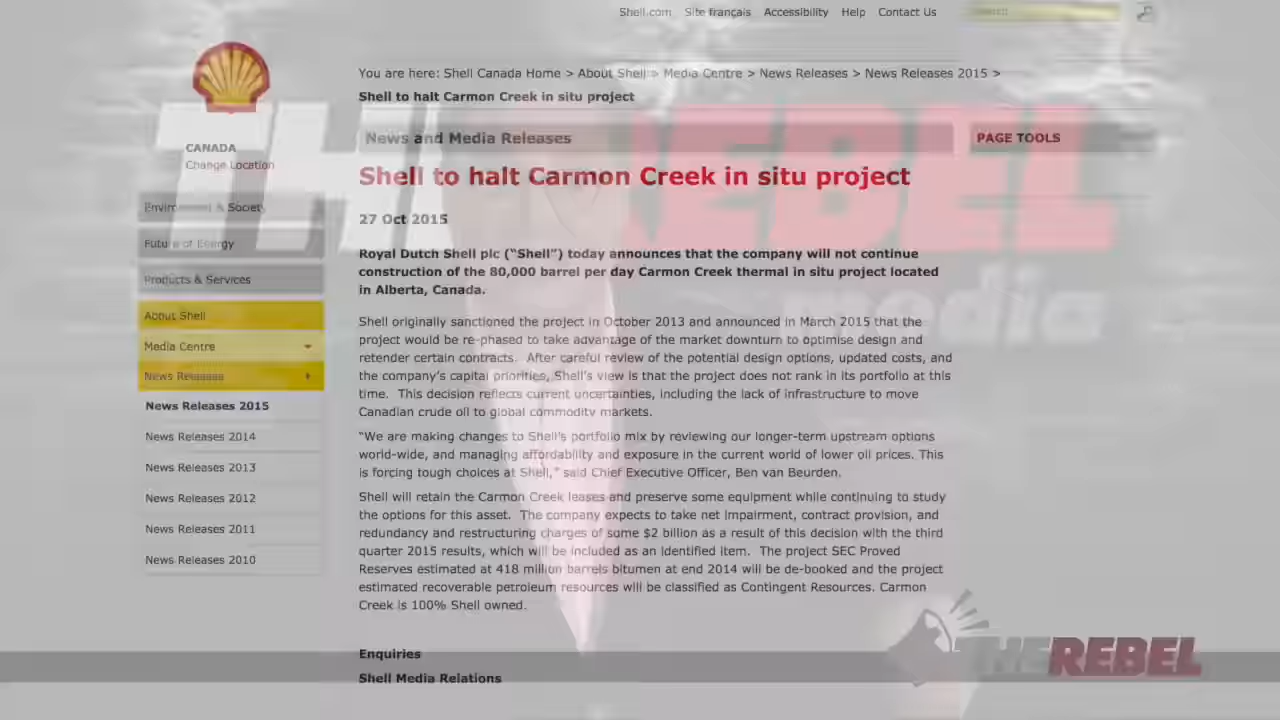 Shell.com Site français Accessibility Help Contact Us Search
You are here: Shell Canada Home > About Shell > Media Centre > News Releases > News Releases 2015 >
Shell to halt Carmon Creek in situ project
CANADA
Change Location
Environment & Society
Future of Energy
Products & Services
About Shell
Media Centre
News Releases
News Releases 2015
News Releases 2014
News Releases 2013
News Releases 2012
News Releases 2011
News Releases 2010
News and Media Releases
Shell to halt Carmon Creek in situ project
27 Oct 2015
Royal Dutch Shell plc (“Shell”) today announces that the company will not continue
construction of the 80,000 barrel per day Carmon Creek thermal in situ project located
in Alberta, Canada.
Shell originally sanctioned the project in October 2013 and announced in March 2015 that the
project would be re-phased to take advantage of the market downturn to optimise design and
retender certain contracts. After careful review of the potential design options, updated costs, and
the company’s capital priorities, Shell’s view is that the project does not rank in its portfolio at this
time. This decision reflects current uncertainties, including the lack of infrastructure to move
Canadian crude oil to global commodity markets.
“We are making changes to Shell’s portfolio mix by reviewing our longer-term upstream options
world-wide, and managing affordability and exposure in the current world of lower oil prices. This
is forcing tough choices at Shell,” said Chief Executive Officer, Ben van Beurden.
Shell will retain the Carmon Creek leases and preserve some equipment while continuing to study
the options for this asset. The company expects to take net impairment, contract provision, and
redundancy and restructuring charges of some $2 billion as a result of this decision with the third
quarter 2015 results, which will be included as an identified item. The project SEC Proved
Reserves estimated at 418 million barrels bitumen at end 2014 will be de-booked and the project
estimated recoverable petroleum resources will be classified as Contingent Resources. Carmon
Creek is 100% Shell owned.
Enquiries
Shell Media Relations
PAGE TOOLS
THE REBEL
media
THEREBEL